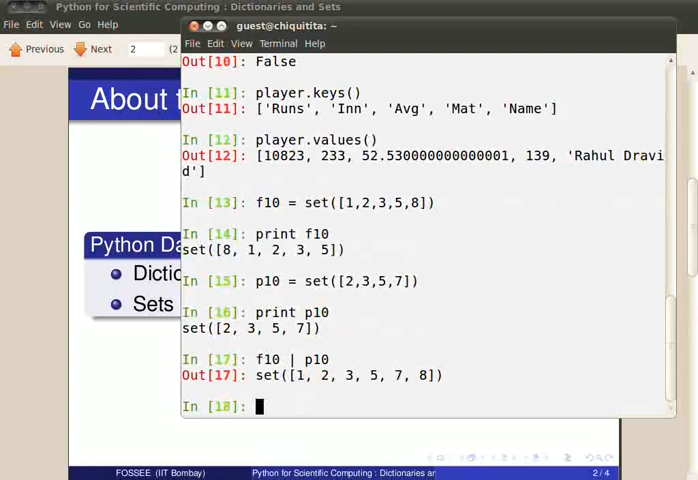 Python for Scientific Computing : Dictionaries and Sets
File Edit View Go Help
Previous Next 2 (2
guest@chiquitita: ~
File Edit View Terminal Help
Out[10]: False
In [11]: player.keys()
Out[11]: ['Runs', 'Inn', 'Avg', 'Mat', 'Name']
In [12]: player.values()
Out[12]: [10823, 233, 52.530000000000001, 139, 'Rahul Dravi
d']
In [13]: f10 = set([1,2,3,5,8])
In [14]: print f10
set([8, 1, 2, 3, 5])
In [15]: p10 = set([2,3,5,7])
In [16]: print p10
set([2, 3, 5, 7])
In [17]: f10 | p10
Out[17]: set([1, 2, 3, 5, 7, 8])
In [18]:
About t
Python Da
Dictio
Sets
FOSSEE (IIT Bombay) Python for Scientific Computing : Dictionaries ar 2 / 4